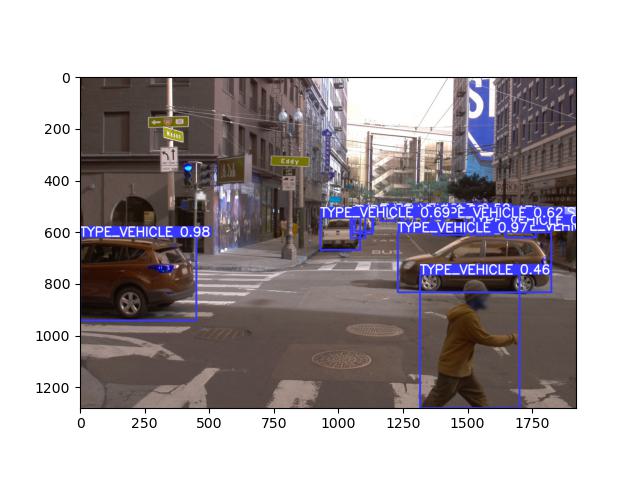 0
200
400
600
800
1000
1200
0
250
500
750
1000
1250
1500
1750
Mason
Eddy
TYPE_VEHICLE 0.69
TYPE_VEHICLE 0.62
TYPE_VEHICLE 0.97
TYPE_VEHICLE 0.98
TYPE_VEHICLE 0.46